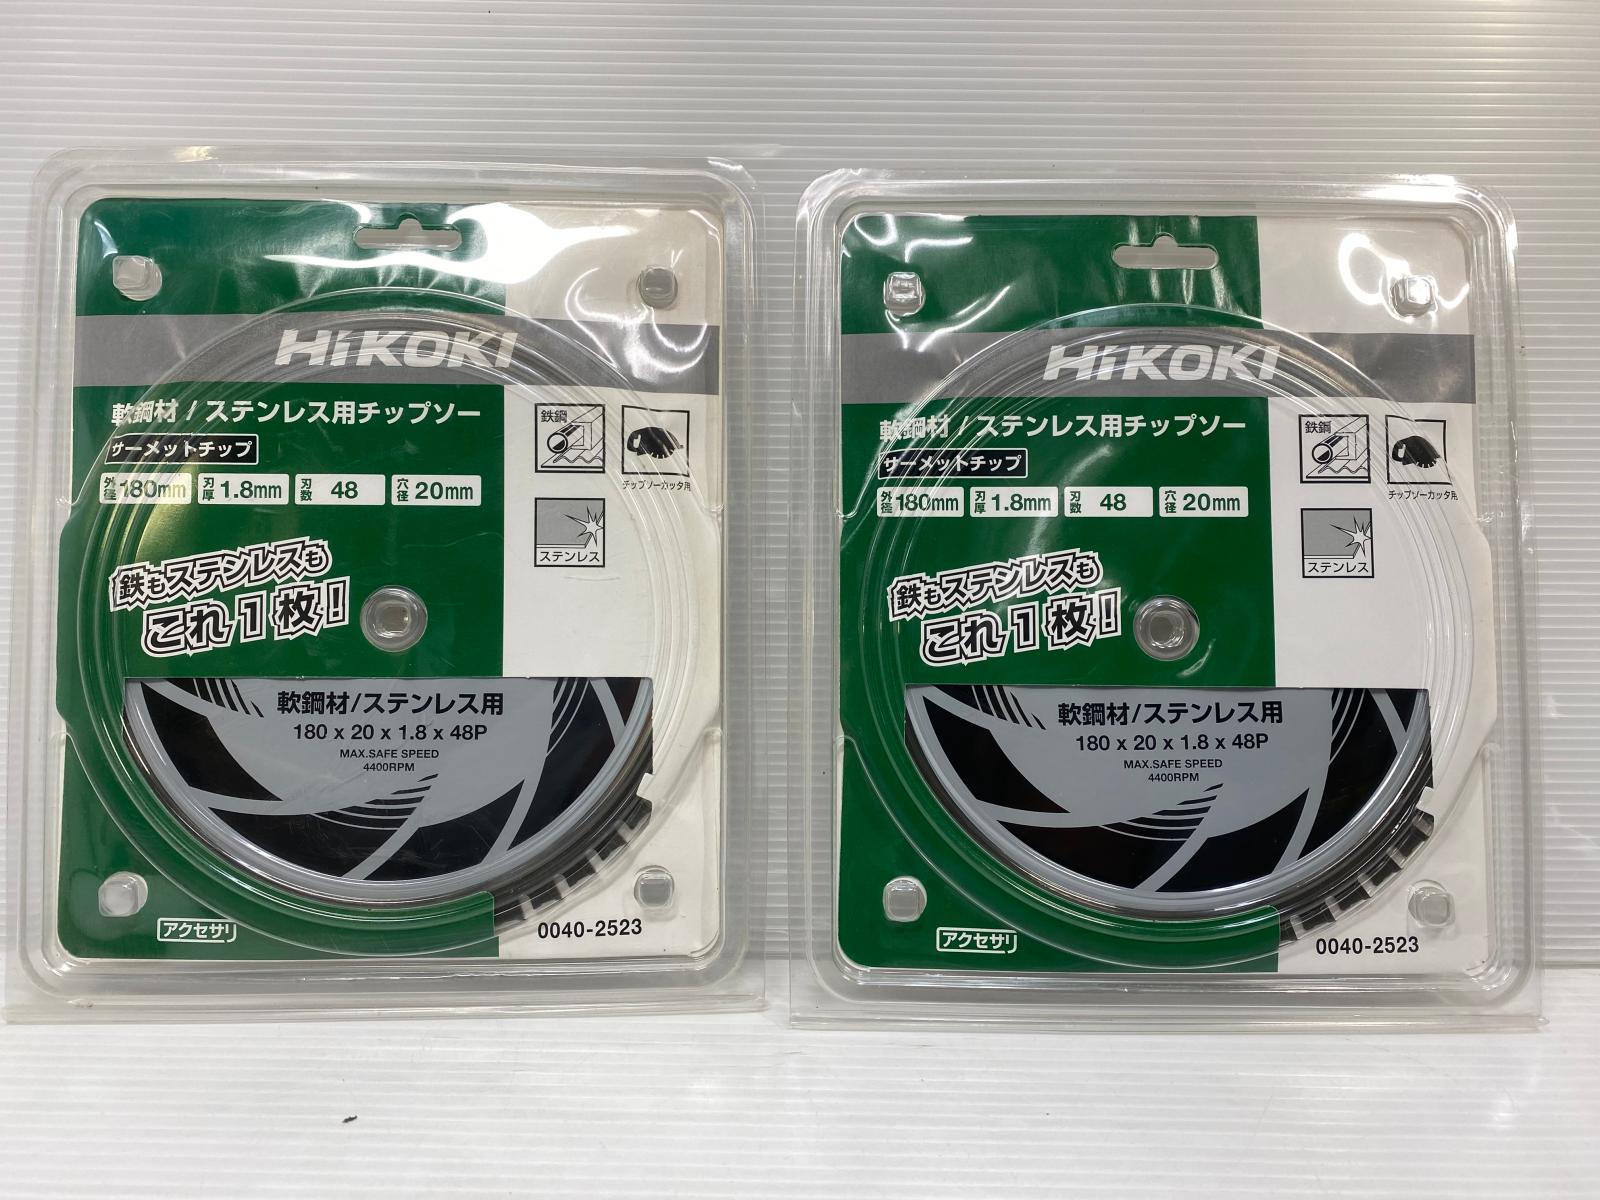 HiKOKI
軟鋼材/ステンレス用チップソー
サーメットチップ
外径 180mm 刃厚 1.8mm 刃数 48 穴径 20mm
鉄鋼
チップソーカッタ用
ステンレス
鉄もステンレスも
これ1枚!
軟鋼材/ステンレス用
180 x 20 x 1.8 x 48P
MAX.SAFE SPEED
4400RPM
アクセサリ
0040-2523
HiKOKI
軟鋼材/ステンレス用チップソー
サーメットチップ
外径 180mm 刃厚 1.8mm 刃数 48 穴径 20mm
鉄鋼
チップソーカッタ用
ステンレス
鉄もステンレスも
これ1枚!
軟鋼材/ステンレス用
180 x 20 x 1.8 x 48P
MAX.SAFE SPEED
4400RPM
アクセサリ
0040-2523